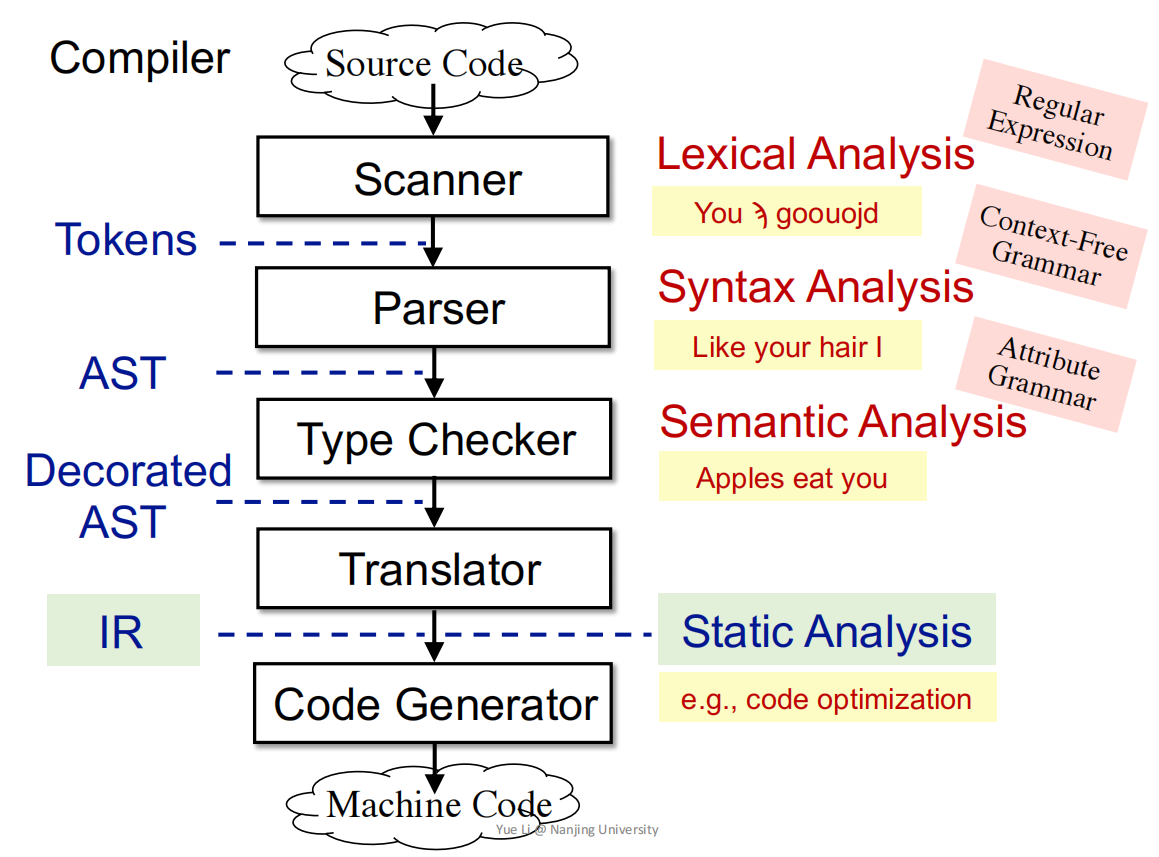 Compiler
Source Code
Regular
Expression
Scanner
Lexical Analysis
You goouojd
Tokens
Context-Free
Grammar
Parser
Syntax Analysis
Like your hair I
AST
Attribute
Grammar
Type Checker
Semantic Analysis
Apples eat you
Decorated
AST
Translator
IR
Static Analysis
Code Generator
e.g., code optimization
Machine Code
Yue Li @ Nanjing University